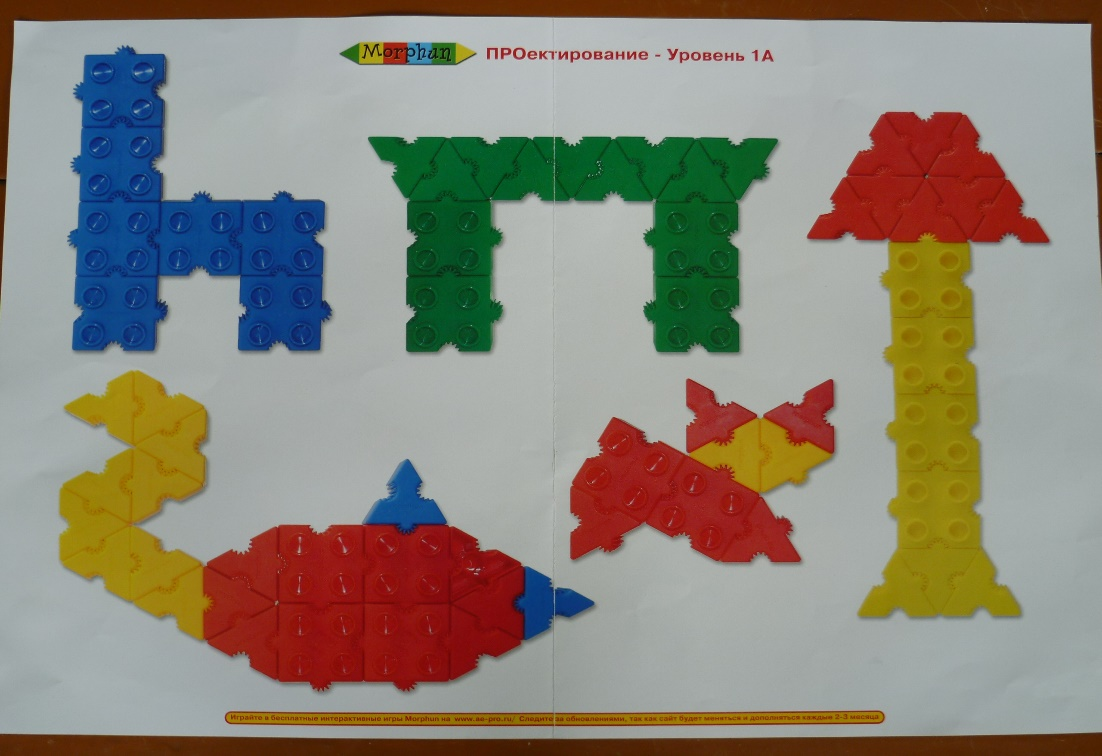 Morphun ПРОектирование - Уровень 1А
Играйте в бесплатные интерактивные игры Morphun на www.se-pro.ru/ Следите за обновлениями, так как сайт будет меняться и дополняться каждые 2-3 месяца